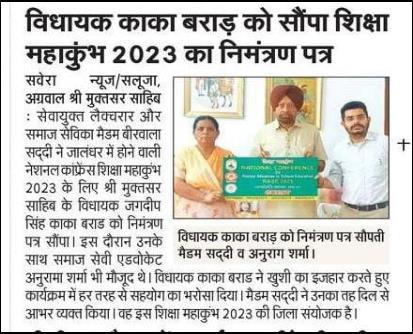 विधायक काका बराड़ को सौंपा शिक्षा
महाकुंभ 2023 का निमंत्रण पत्र
सवेरा न्यूज/सलूजा,
अग्रवाल श्री मुक्तसर साहिब
: सेवायुक्त लैक्चरार और
समाज सेविका मैडम बीरवाला
सद्दी ने जालंधर में होने वाली
नेशनल कांफ्रेंस शिक्षा महाकुंभ
2023 के लिए श्री मुक्तसर
साहिब के विधायक जगदीप
सिंह काका बराड को निमंत्रण
पत्र सौंपा। इस दौरान उनके
साथ समाज सेवी एडवोकेट
अनुरामा शर्मा भी मौजूद थे। विधायक काका बराड ने खुशी का इजहार करते हुए
कार्यक्रम में हर तरह से सहयोग का भरोसा दिया। मैडम सद्दी ने उनका तह दिल से
आभर व्यक्त किया। वह इस शिक्षा महाकुंभ 2023 की जिला संयोजक है।
NATIONAL CONFERENCE
विधायक काका बराड़ को निमंत्रण पत्र सौपती
मैडम सद्दी व अनुराग शर्मा।